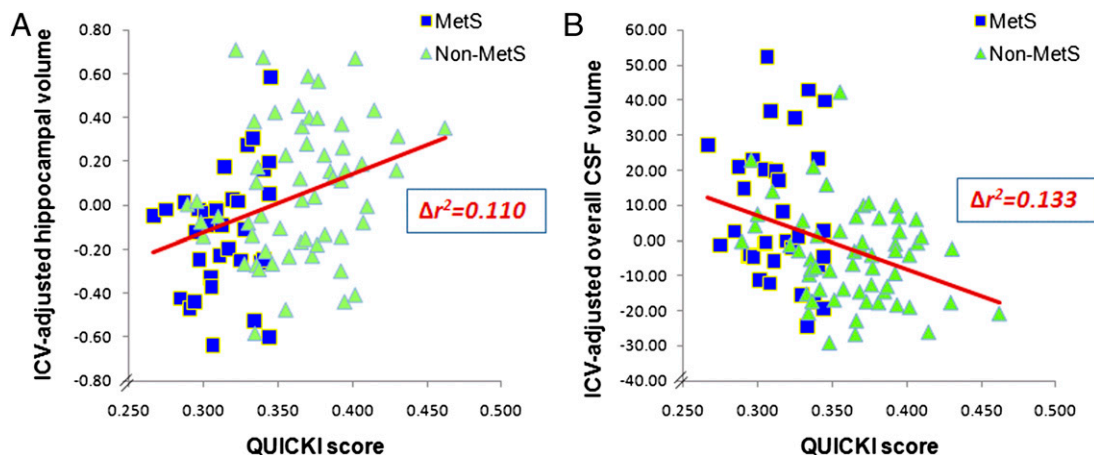 A
MetS
Non-MetS
ICV-adjusted hippocampal volume
0.80
0.60
0.40
0.20
0.00
-0.20
-0.40
-0.60
-0.80
Δr²=0.110
0.250 0.300 0.350 0.400 0.450 0.500
QUICKI score
B
MetS
Non-MetS
ICV-adjusted overall CSF volume
60.00
50.00
40.00
30.00
20.00
10.00
0.00
-10.00
-20.00
-30.00
-40.00
Δr²=0.133
0.250 0.300 0.350 0.400 0.450 0.500
QUICKI score